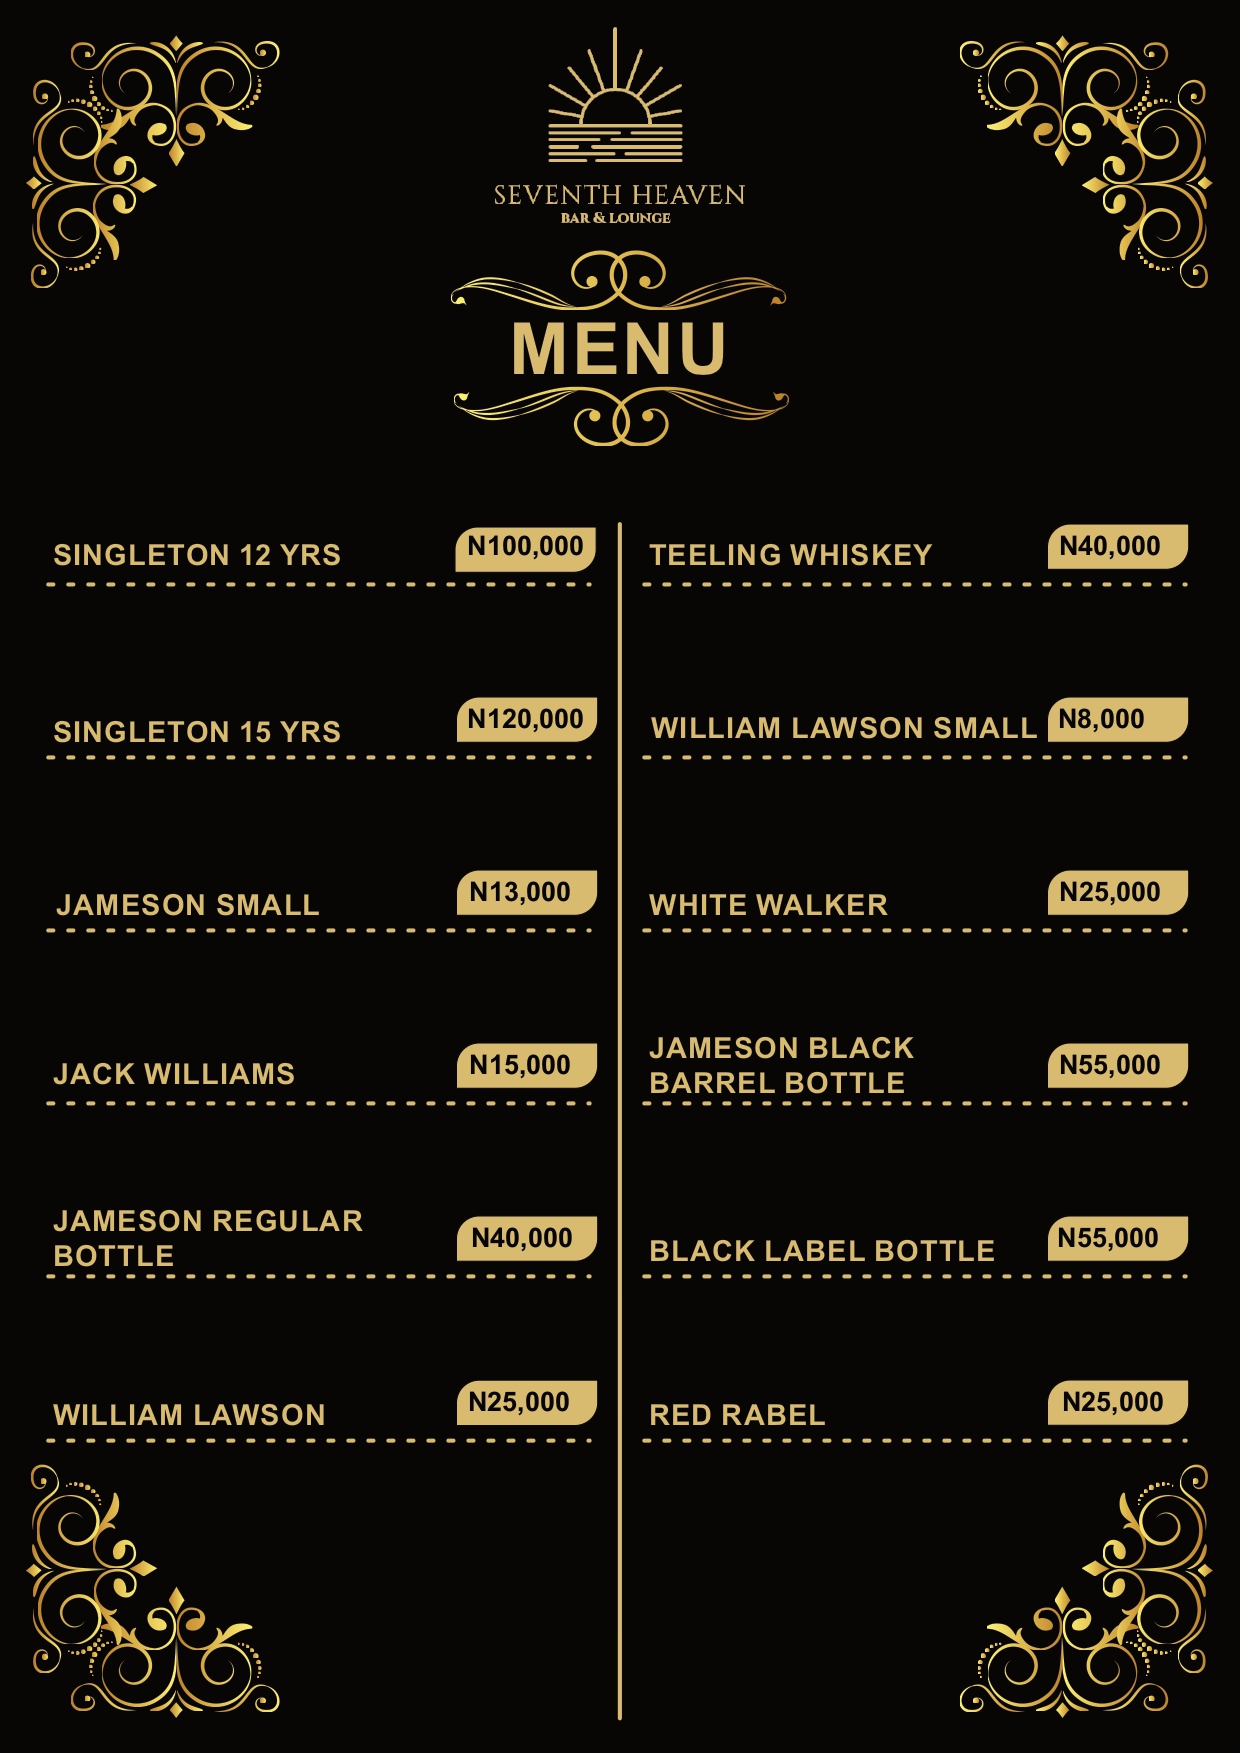 SEVENTH HEAVEN
BAR & LOUNGE
MENU
SINGLETON 12 YRS N100,000
SINGLETON 15 YRS N120,000
JAMESON SMALL N13,000
JACK WILLIAMS N15,000
JAMESON REGULAR
BOTTLE N40,000
WILLIAM LAWSON N25,000
TEELING WHISKEY N40,000
WILLIAM LAWSON SMALL N8,000
WHITE WALKER N25,000
JAMESON BLACK
BARREL BOTTLE N55,000
BLACK LABEL BOTTLE N55,000
RED RABEL N25,000